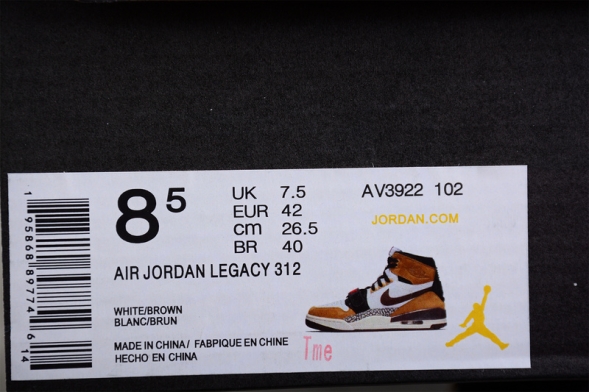 8⁵
UK 7.5
EUR 42
cm 26.5
BR 40
AV3922 102
JORDAN.COM
AIR JORDAN LEGACY 312
WHITE/BROWN
BLANC/BRUN
MADE IN CHINA/ FABRIQUE EN CHINE
HECHO EN CHINA
Tme
1 95868 89774 6 14